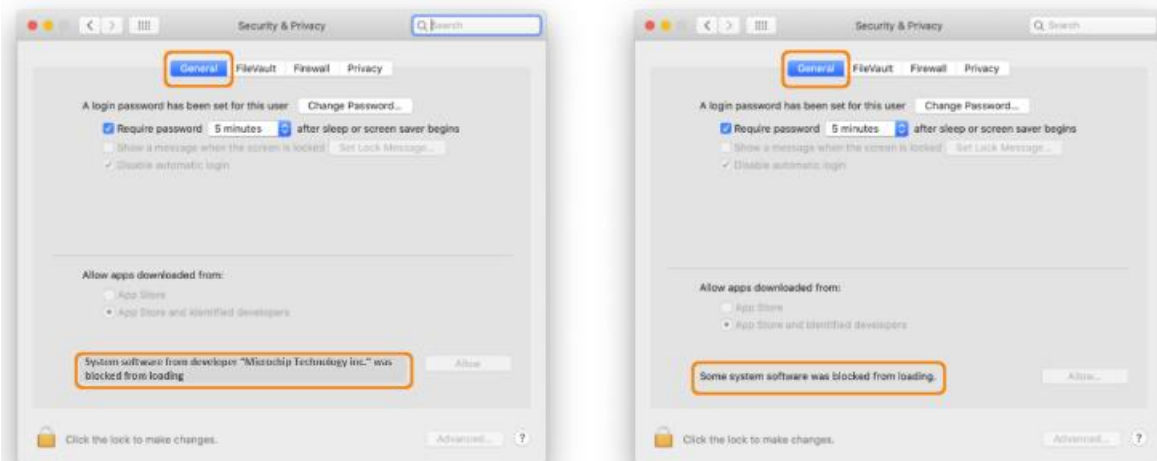 Security & Privacy
Search
General FileVault Firewall Privacy
A login password has been set for this user Change Password...
Require password 5 minutes after sleep or screen saver begins
Show a message when the screen is locked Set Lock Message...
Disable automatic login
Allow apps downloaded from:
App Store
App Store and identified developers
System software from developer "Microchip Technology inc." was
blocked from loading
Allow
Click the lock to make changes.
Advanced...
?
Security & Privacy
Search
General FileVault Firewall Privacy
A login password has been set for this user Change Password...
Require password 5 minutes after sleep or screen saver begins
Show a message when the screen is locked Set Lock Message...
Disable automatic login
Allow apps downloaded from:
App Store
App Store and identified developers
Some system software was blocked from loading.
Allow...
Click the lock to make changes.
Advanced...
?